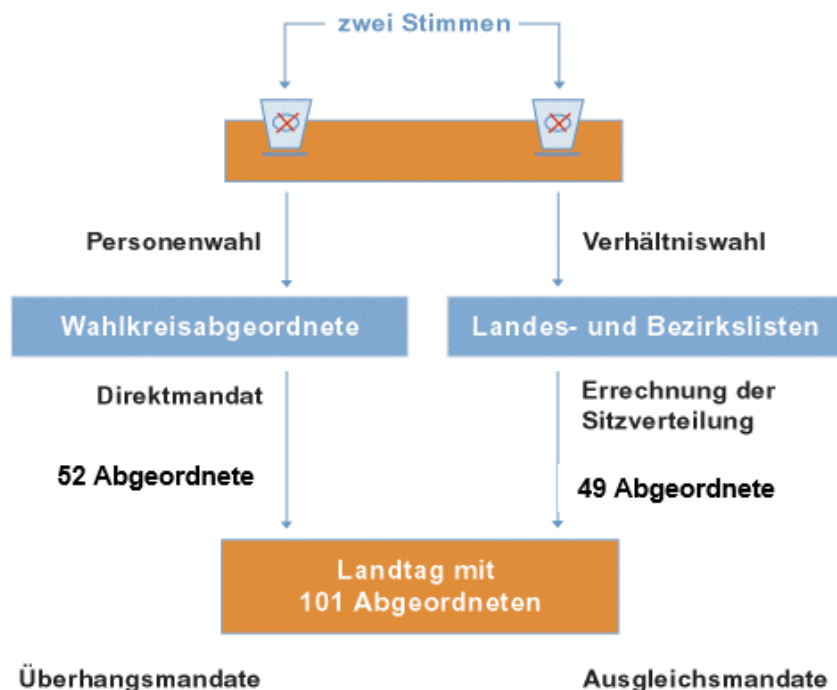 zwei Stimmen
Personenwahl
Verhältniswahl
Wahlkreisabgeordnete
Landes- und Bezirkslisten
Direktmandat
Errechnung der
Sitzverteilung
52 Abgeordnete
49 Abgeordnete
Landtag mit
101 Abgeordneten
Überhangsmandate
Ausgleichsmandate